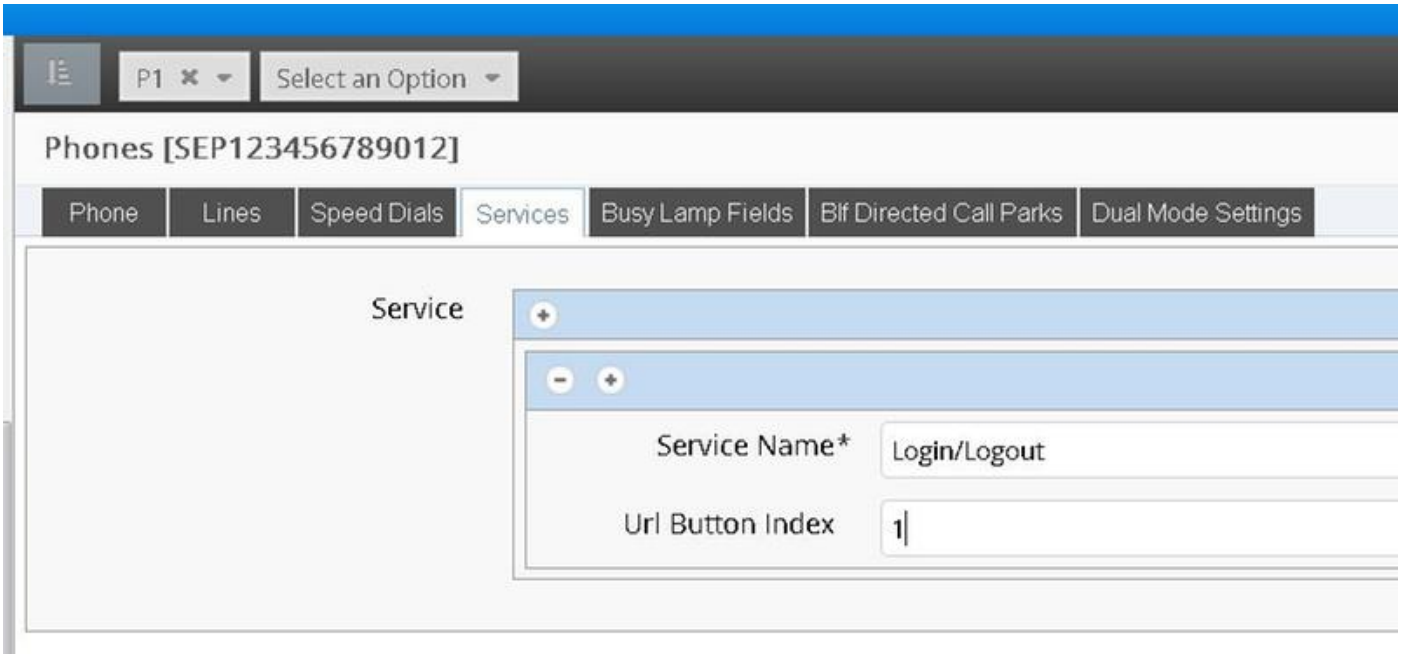 P1 Select an Option
Phones [SEP123456789012]
Phone Lines Speed Dials Services Busy Lamp Fields Blf Directed Call Parks Dual Mode Settings
Service
Service Name* Login/Logout
Url Button Index 1